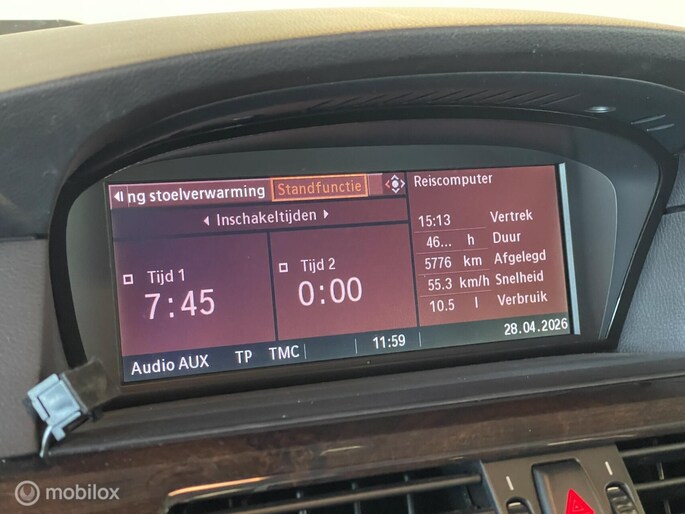 ng stoelverwarming Standfunctie
Inschakeltijden
Tijd 1
7:45
Tijd 2
0:00
Reiscomputer
15:13 Vertrek
46... h Duur
5776 km Afgelegd
55.3 km/h Snelheid
10.5 l Verbruik
Audio AUX TP TMC 11:59 28.04.2026
mobilox